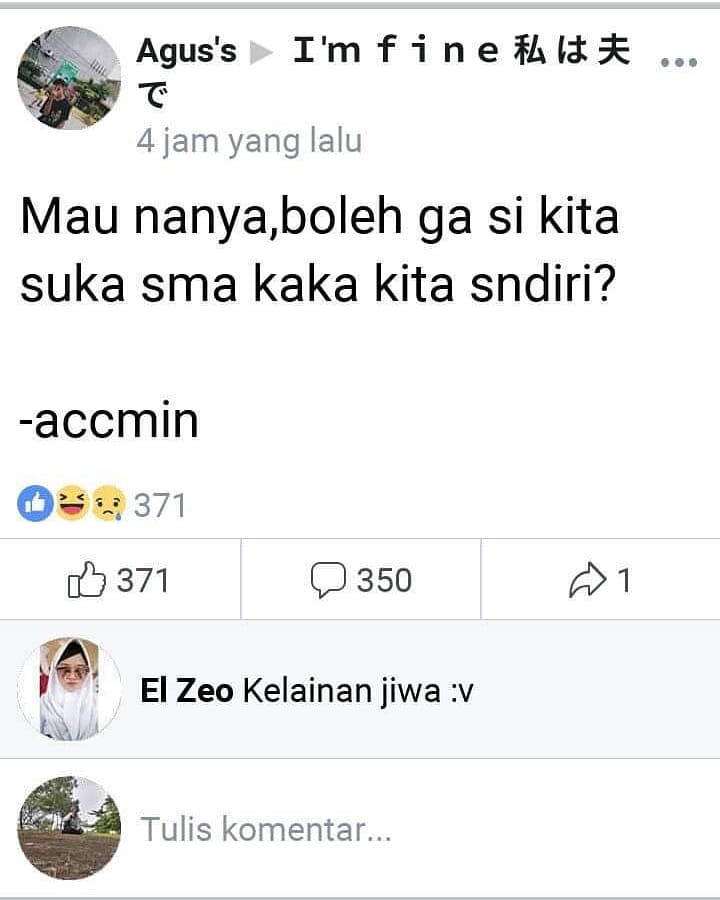 Agus's ▶ I'm f i n e 私は夫
で
4 jam yang lalu
Mau nanya,boleh ga si kita
suka sma kaka kita sndiri?
-accmin
371
371 350 1
El Zeo Kelainan jiwa :v
Tulis komentar...